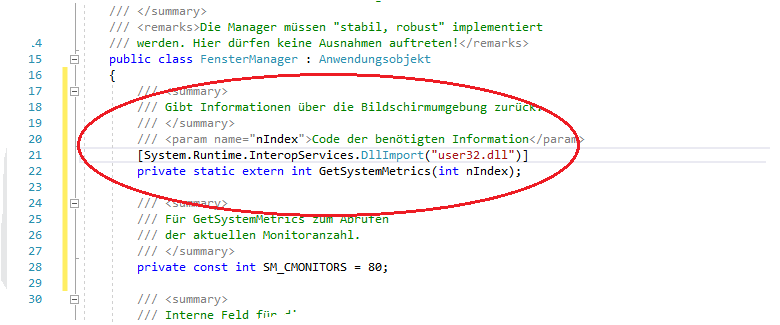 /// </summary>
/// <remarks>Die Manager müssen "stabil, robust" implementiert
.4 /// werden. Hier dürfen keine Ausnahmen auftreten!</remarks>
15 public class FensterManager : Anwendungsobjekt
16 {
17 /// <summary>
18 /// Gibt Informationen über die Bildschirmumgebung zurück.
19 /// </summary>
20 /// <param name="nIndex">Code der benötigten Information</param>
21 [System.Runtime.InteropServices.DllImport("user32.dll")]
22 private static extern int GetSystemMetrics(int nIndex);
23
24 /// <summary>
25 /// Für GetSystemMetrics zum Abrufen
26 /// der aktuellen Monitoranzahl.
27 /// </summary>
28 private const int SM_CMONITORS = 80;
29
30 /// <summary>
/// Interne Feld für